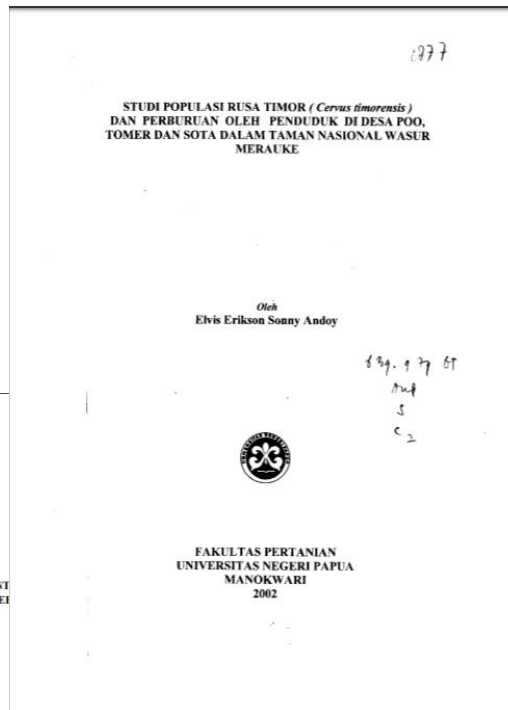 STUDI POPULASI RUSA TIMOR ( Cervus timorensis )
DAN PERBURUAN OLEH PENDUDUK DI DESA POO,
TOMER DAN SOTA DALAM TAMAN NASIONAL WASUR
MERAUKE
Oleh
Elvis Erikson Sonny Andoy
S
C2
FAKULTAS PERTANIAN
UNIVERSITAS NEGERI PAPUA
MANOKWARI
2002